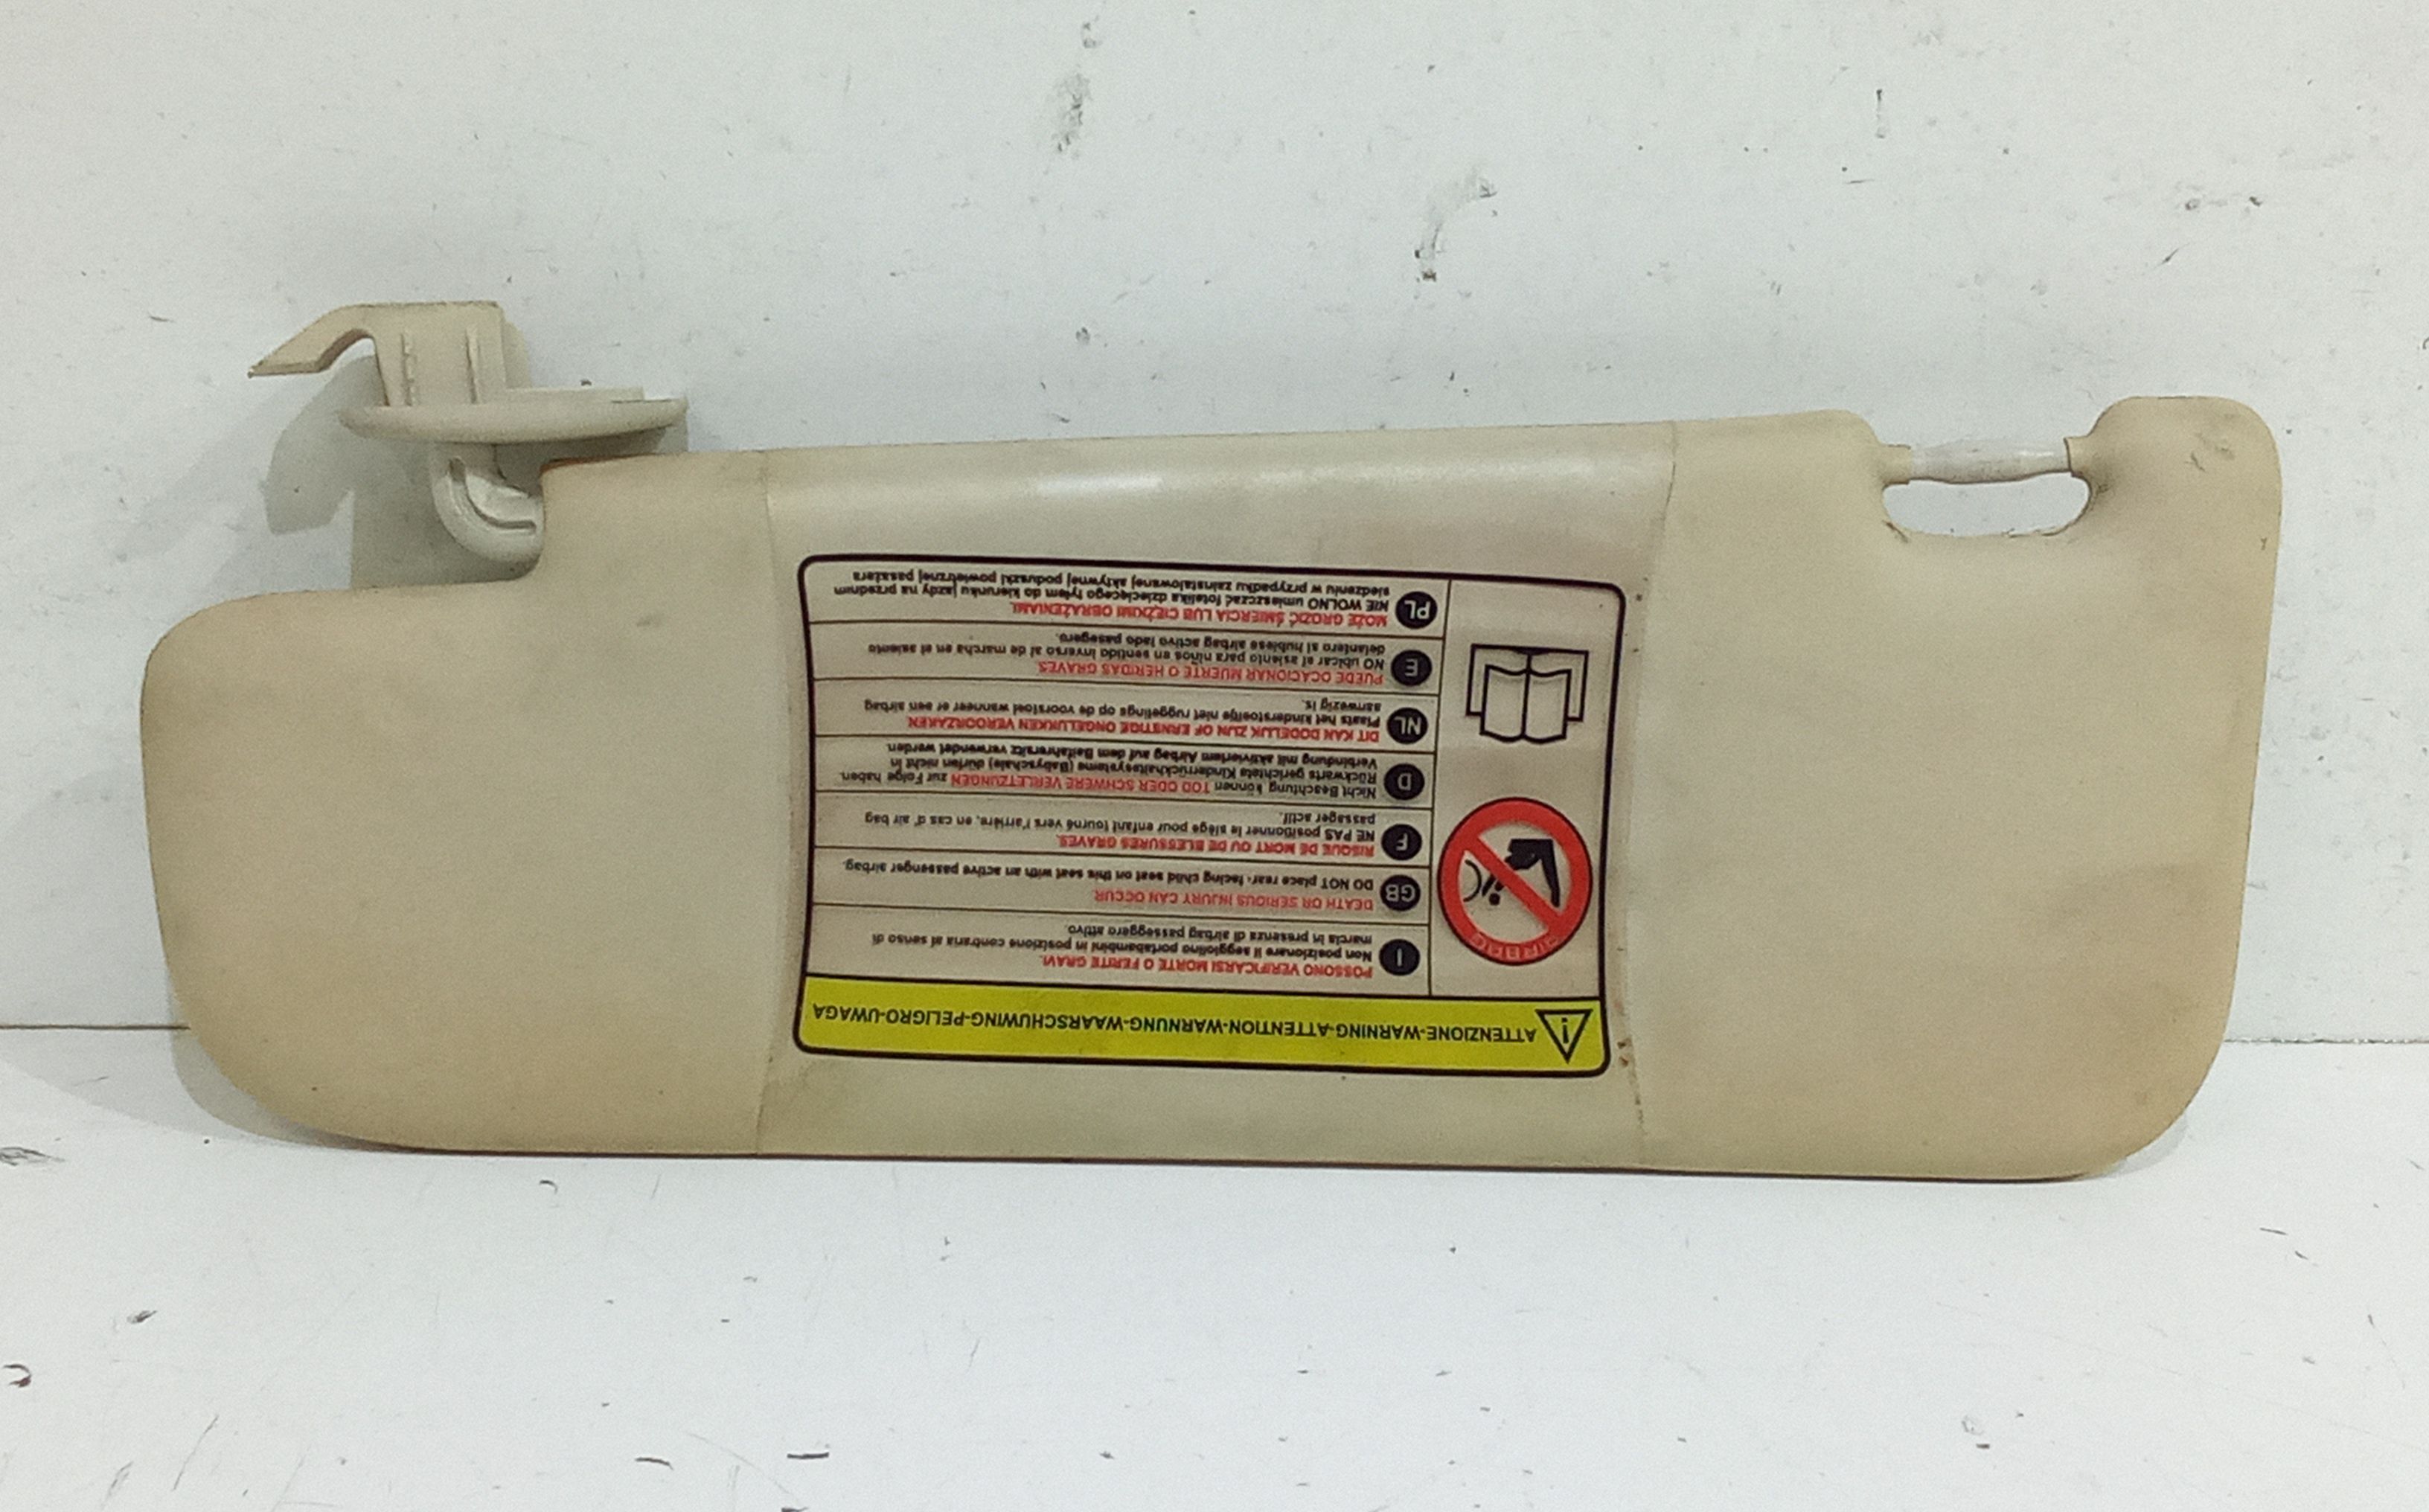 ATTENZIONE-WARNING-ATTENTION-WARNUNG-WAARSCHUWING-PELIGRO-UWAGA
AIRBAG
I
POSSONO VERIFICARSI MORTE O FERITE GRAVI.
Non posizionare il seggiolino portabambini in posizione contraria al senso di
marcia in presenza di airbag passeggero attivo.
GB
DEATH OR SERIOUS INJURY CAN OCCUR
DO NOT place rear- facing child seat on this seat with an active passenger airbag.
F
RISQUE DE MORT OU DE BLESSURES GRAVES.
NE PAS positionner le siège pour enfant tourné vers l'arrière, en cas d' air bag
passager actif.
D
Nicht Beachtung können TOD ODER SCHWERE VERLETZUNGEN zur Folge haben.
Rückwarts gerichtete Kinderrückhaltesysteme (Babyschale) dürfen nicht in
Verbindung mit aktiviertem Airbag auf dem Beifahrersitz verwendet werden.
NL
DIT KAN DODELIJK ZIJN OF ERNSTIGE ONGELUKKEN VEROORZAKEN.
Plaats het kinderstoeltje niet ruggelings op de voorstoel wanneer er een airbag
aanwezig is.
E
PUEDE OCACIONAR MUERTE O HERIDAS GRAVES.
NO ubicar el asiento para niños en sentido inverso al de marcha en el asiento
delantero si hubiese airbag activo lado pasegero.
PL
MOŻE GROZIĆ ŚMIERCIĄ LUB CIĘŻKIMI OBRAŻENIAMI.
NIE WOLNO umieszczać fotelika dziecięcego tyłem do kierunku jazdy na przednim
siedzeniu w przypadku zainstalowanej aktywnej poduszki powietrznej pasażera